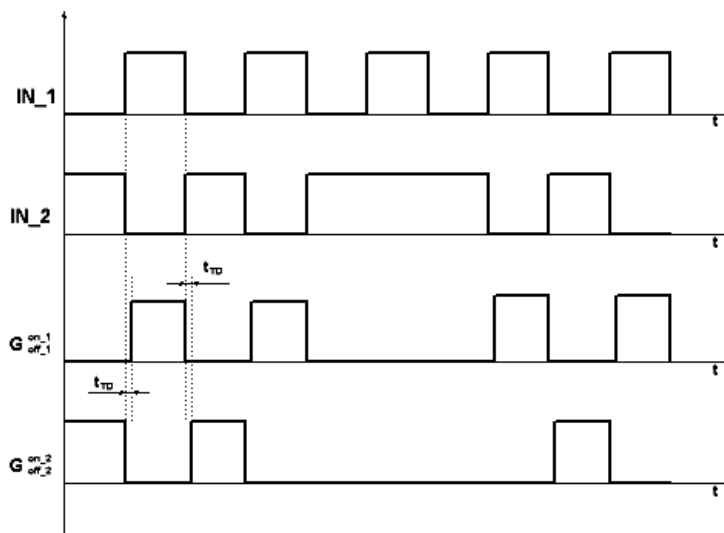 IN_1
t
IN_2
t
t_TD
G on_1 off_1
t
t_TD
G on_2 off_2
t